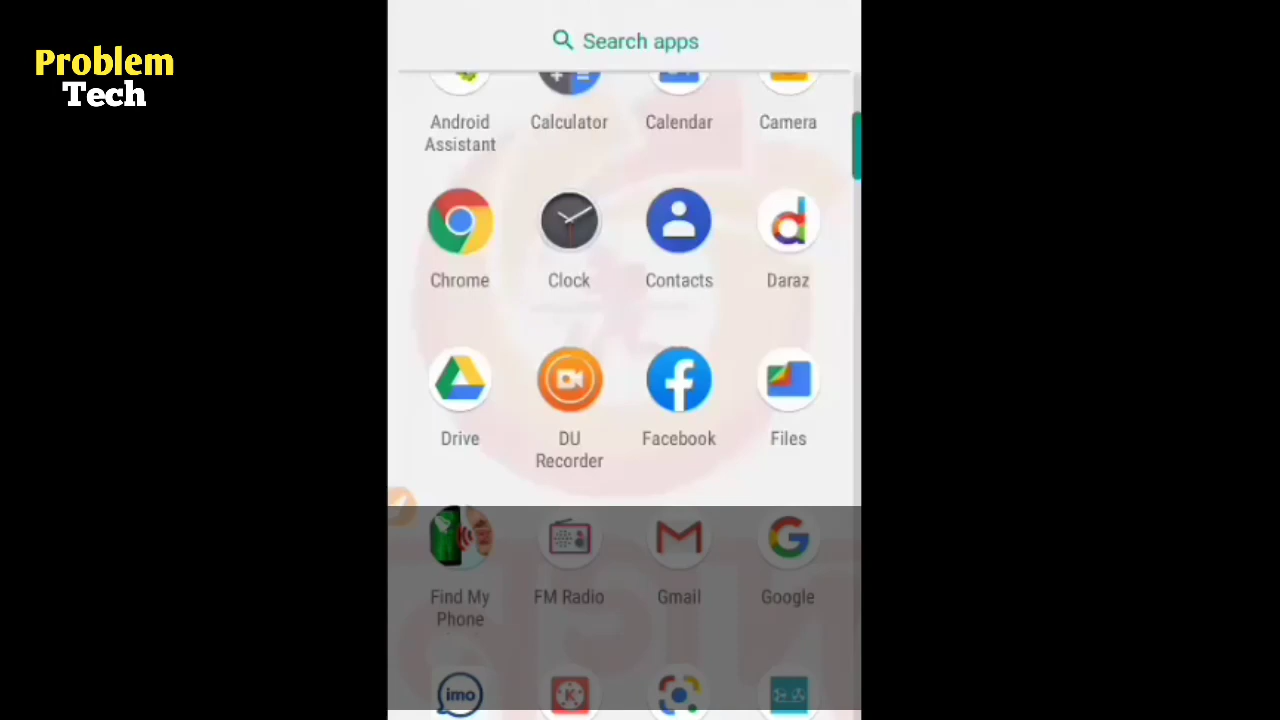 Problem
Tech
Search apps
Android
Assistant
Calculator
Calendar
Camera
Chrome
Clock
Contacts
Daraz
Drive
DU
Recorder
Facebook
Files
Find My
Phone
FM Radio
Gmail
Google
imo